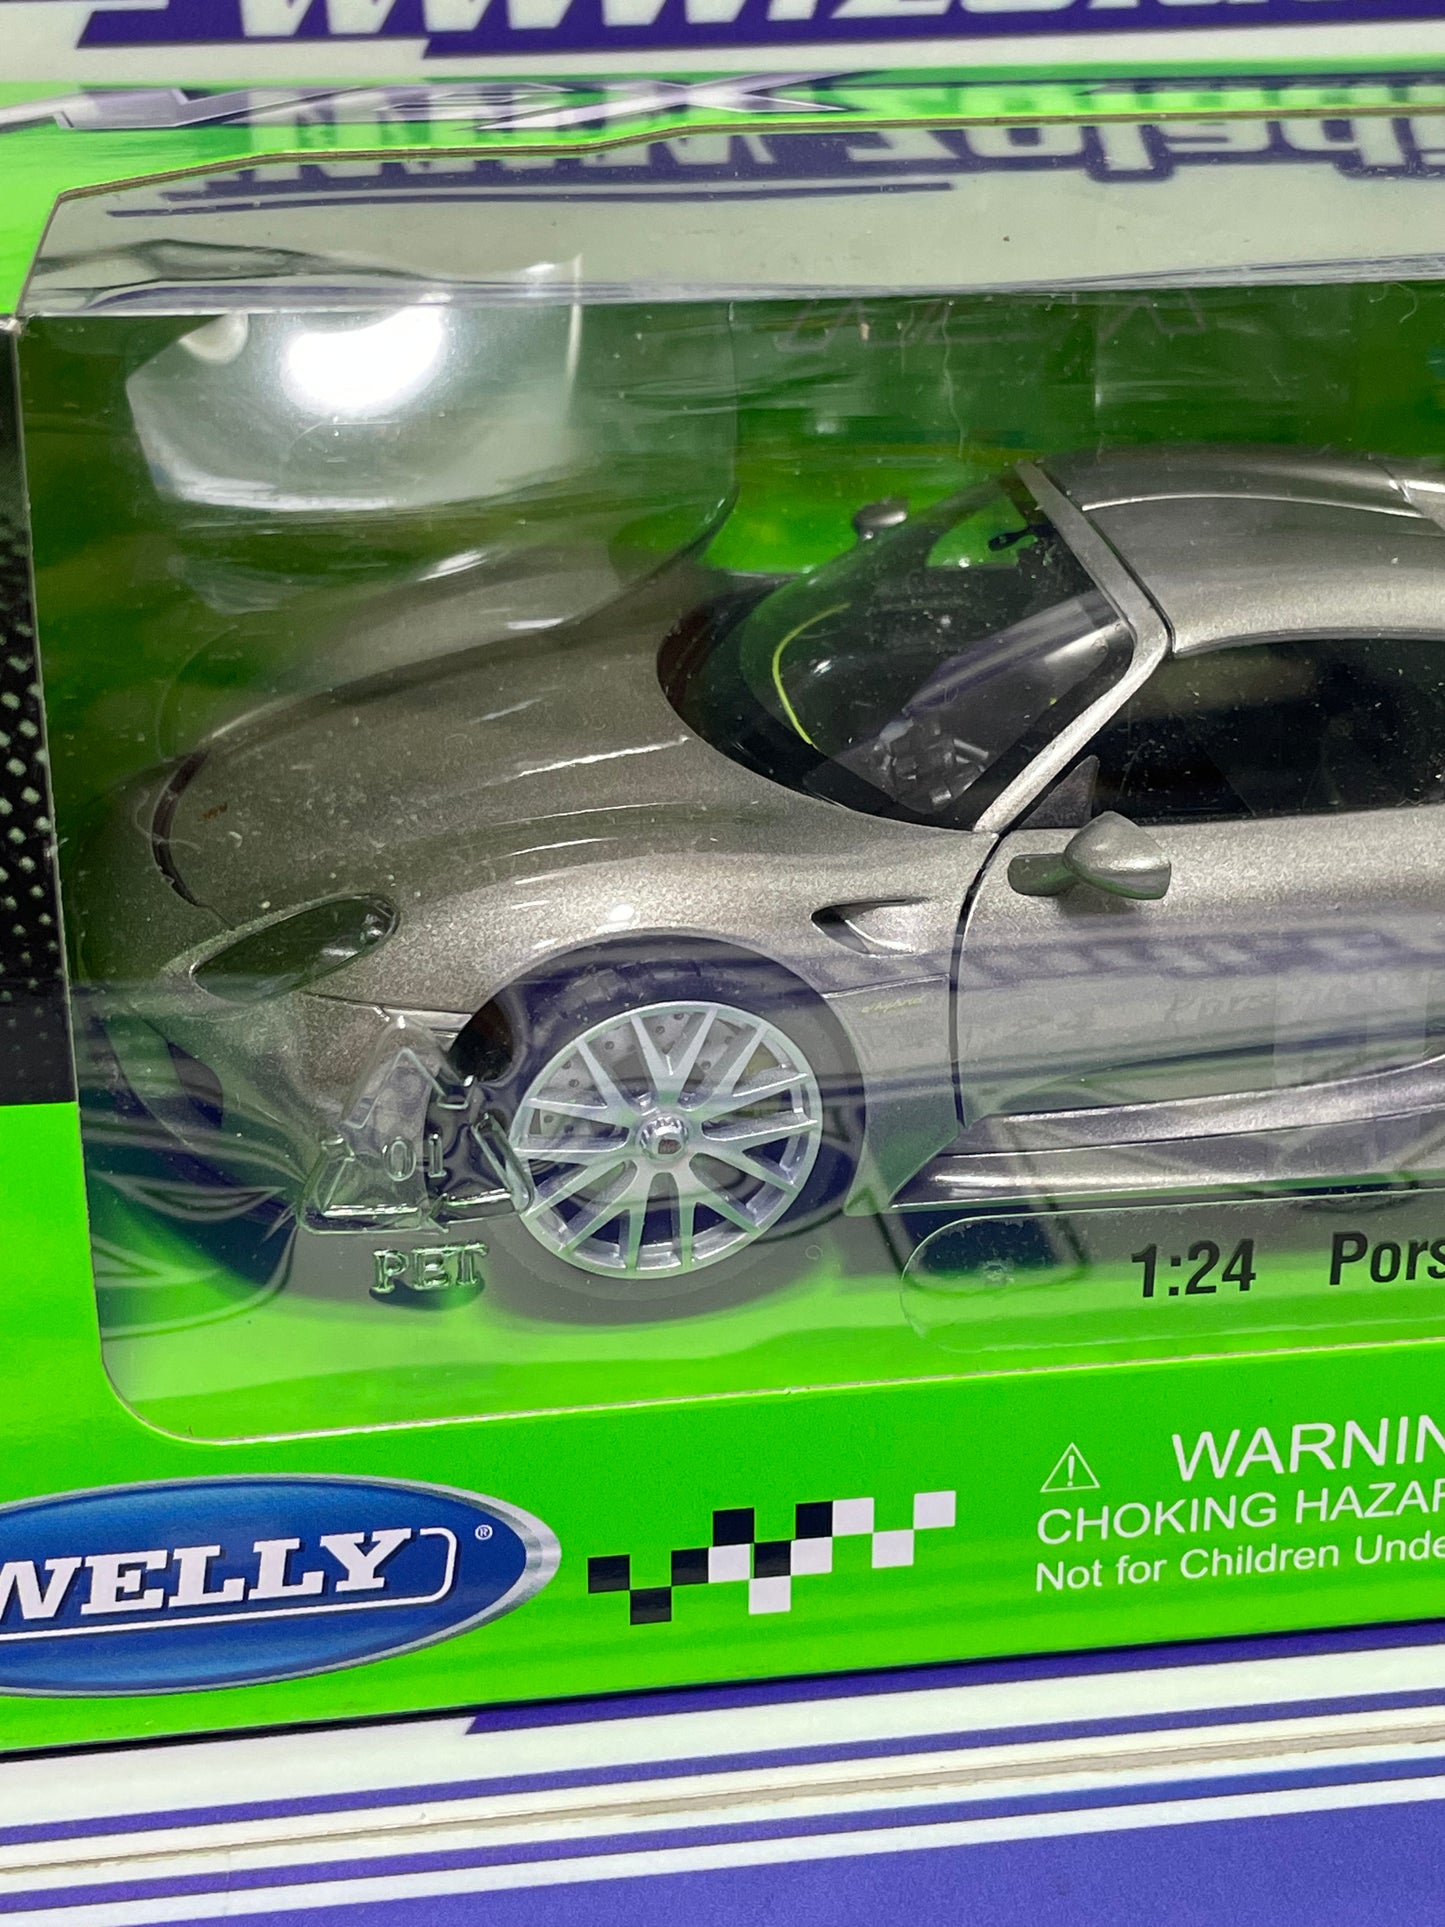 01
PET
1:24 Pors
WELLY®
WARNIN
CHOKING HAZAR
Not for Children Unde